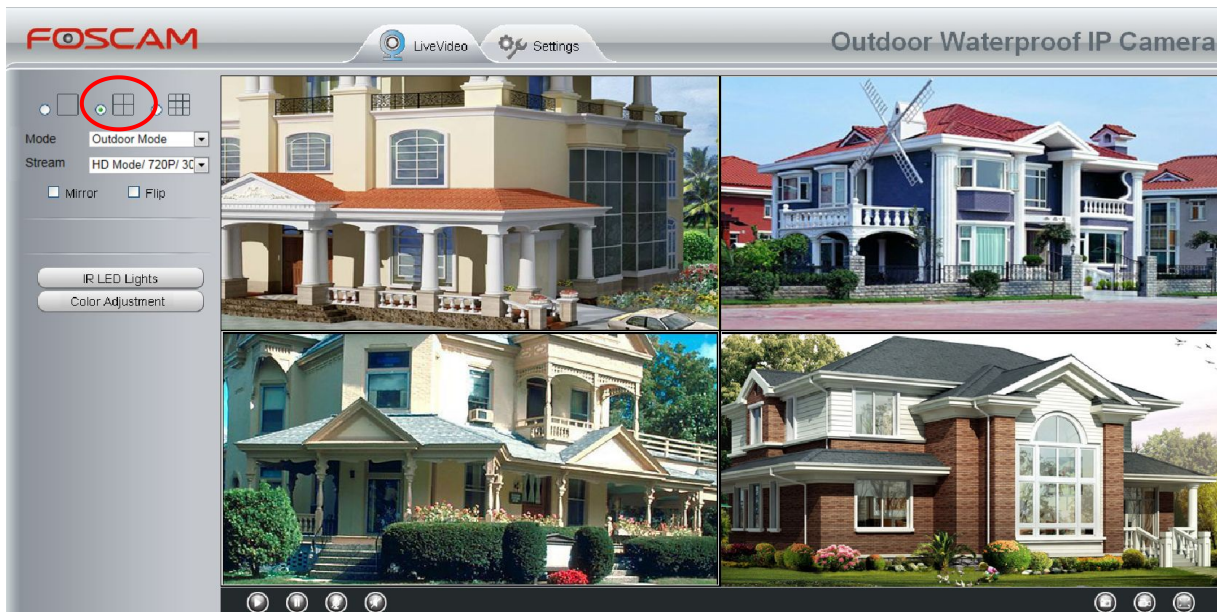 FOSCAM
LiveVideo
Settings
Outdoor Waterproof IP Camera
Mode
Outdoor Mode
Stream
HD Mode/ 720P/ 30
Mirror
Flip
IR LED Lights
Color Adjustment